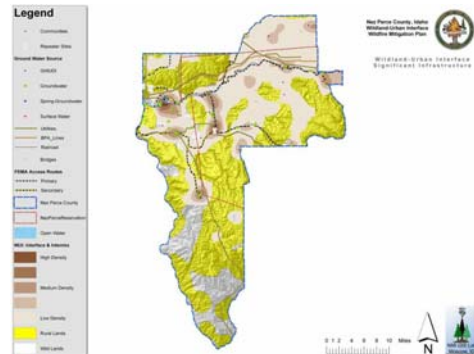 Legend
Communities
Repeater Sites
Ground Water Source
GWUDI
Groundwater
Spring-Groundwater
Surface Water
Utilities
BPA_Lines
Railroad
Bridges
FEMA Access Routes
Primary
Secondary
Nez Perce County
NezPerceReservation
Open Water
WUI: Interface & Intermix
High Density
Medium Density
Low Density
Rural Lands
Wild Lands
Nez Perce County, Idaho
Wildland-Urban Interface
Wildfire Mitigation Plan
Wildland-Urban Interface
Significant Infrastructure
0 1 2 4 6 8 10 Miles
N